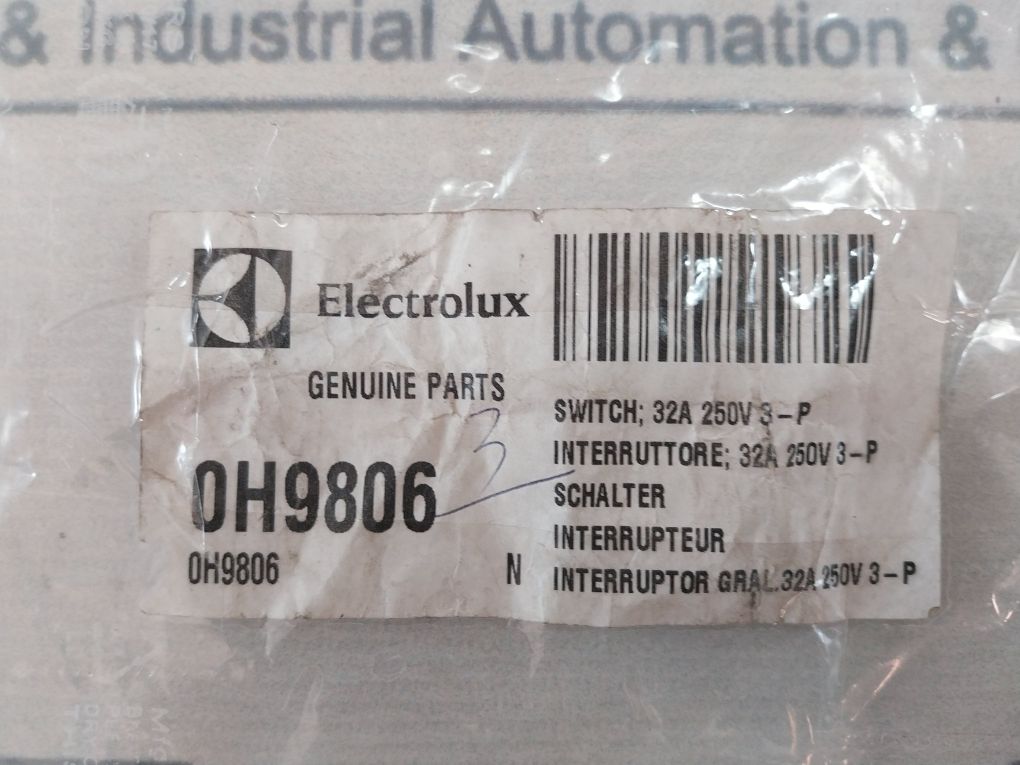 & Industrial Automation &
Electrolux
GENUINE PARTS
3
0H9806
0H9806 N
SWITCH; 32A 250V 3-P
INTERRUTTORE; 32A 250V 3-P
SCHALTER
INTERRUPTEUR
INTERRUPTOR GRAL.32A 250V 3-P